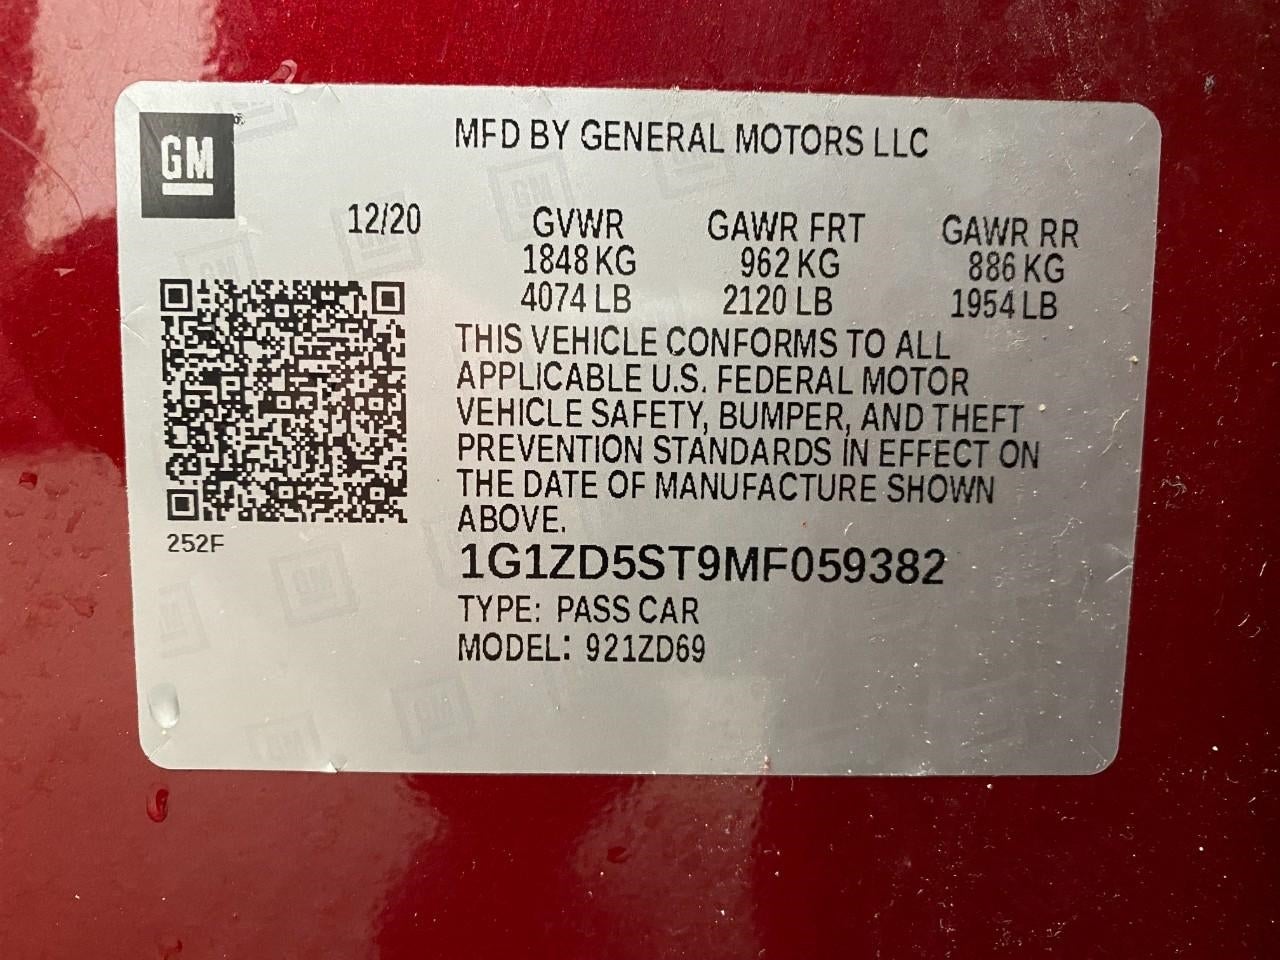 GM
MFD BY GENERAL MOTORS LLC
12/20 GVWR GAWR FRT GAWR RR
1848 KG 962 KG 886 KG
4074 LB 2120 LB 1954 LB
THIS VEHICLE CONFORMS TO ALL
APPLICABLE U.S. FEDERAL MOTOR
VEHICLE SAFETY, BUMPER, AND THEFT
PREVENTION STANDARDS IN EFFECT ON
THE DATE OF MANUFACTURE SHOWN
ABOVE.
252F
1G1ZD5ST9MF059382
TYPE: PASS CAR
MODEL: 921ZD69